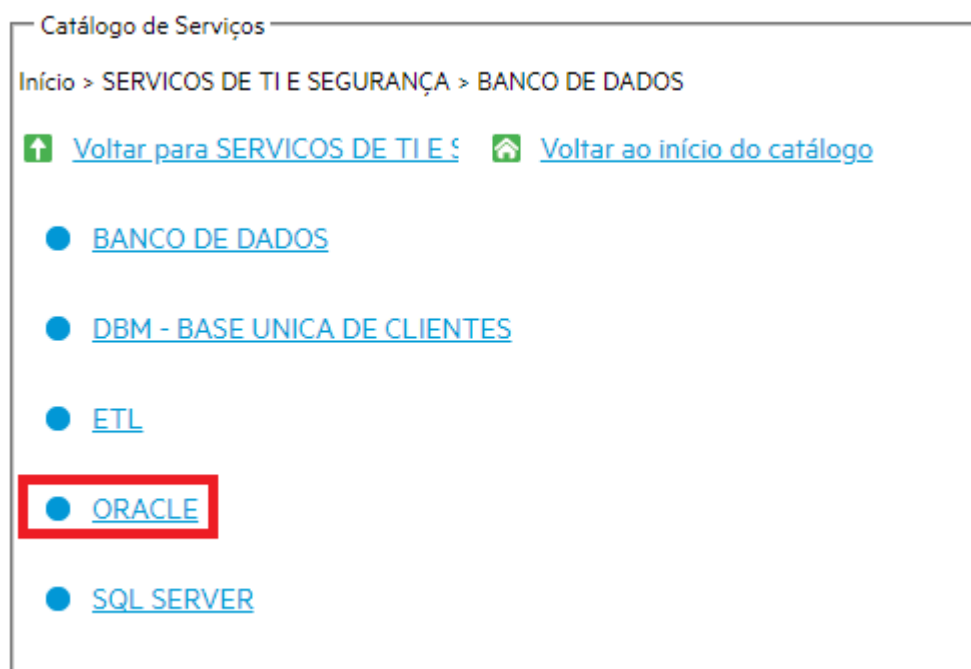 Catálogo de Serviços
Início > SERVICOS DE TI E SEGURANÇA > BANCO DE DADOS
Voltar para SERVICOS DE TI E S Voltar ao início do catálogo
BANCO DE DADOS
DBM - BASE UNICA DE CLIENTES
ETL
ORACLE
SQL SERVER